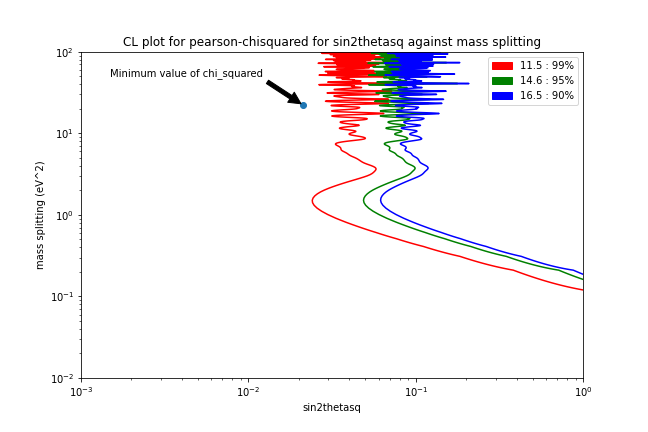 CL plot for pearson-chisquared for sin2thetasq against mass splitting
10^2
Minimum value of chi_squared
11.5 : 99%
14.6 : 95%
16.5 : 90%
10^1
mass splitting (eV^2)
10^0
10^-1
10^-2
10^-3
10^-2
10^-1
10^0
sin2thetasq